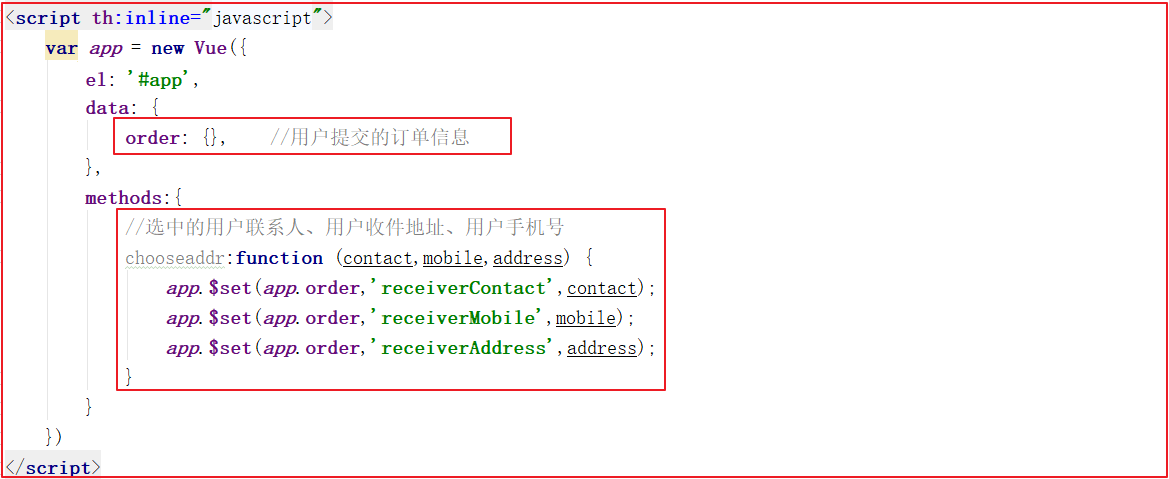 <script th:inline="javascript">
var app = new Vue({
el: '#app',
data: {
order: {}, //用户提交的订单信息
},
methods:{
//选中的用户联系人、用户收件地址、用户手机号
chooseaddr:function (contact,mobile,address) {
app.$set(app.order,'receiverContact',contact);
app.$set(app.order,'receiverMobile',mobile);
app.$set(app.order,'receiverAddress',address);
}
}
})
</script>